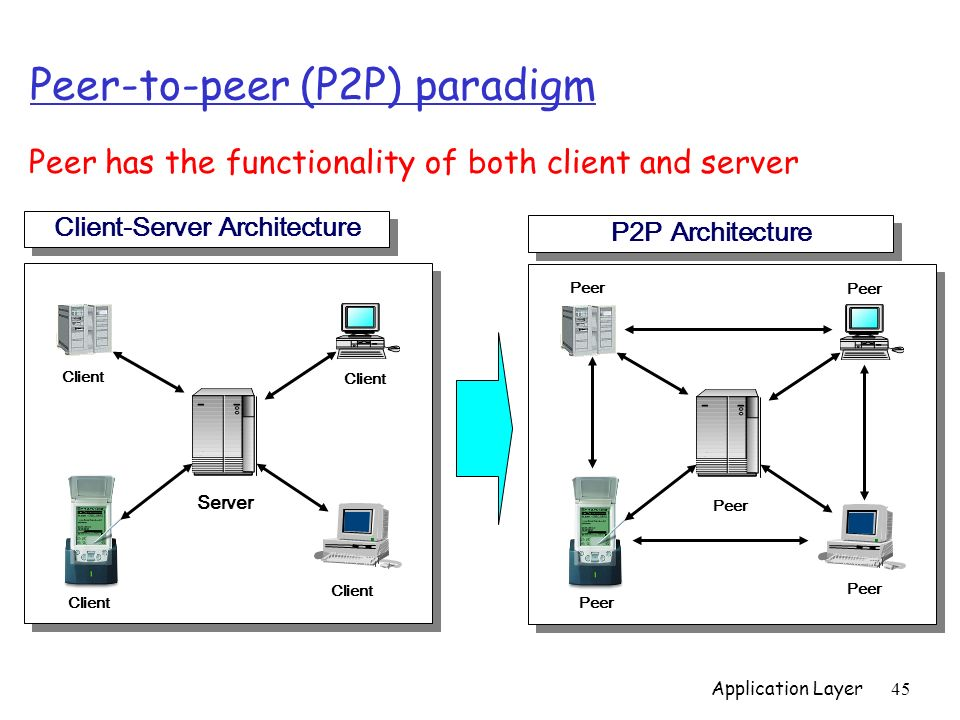 Peer-to-peer (P2P) paradigm
Peer has the functionality of both client and server
Client-Server Architecture
Client
Client
Server
Client
Client
P2P Architecture
Peer
Peer
Peer
Peer
Peer
Application Layer
45